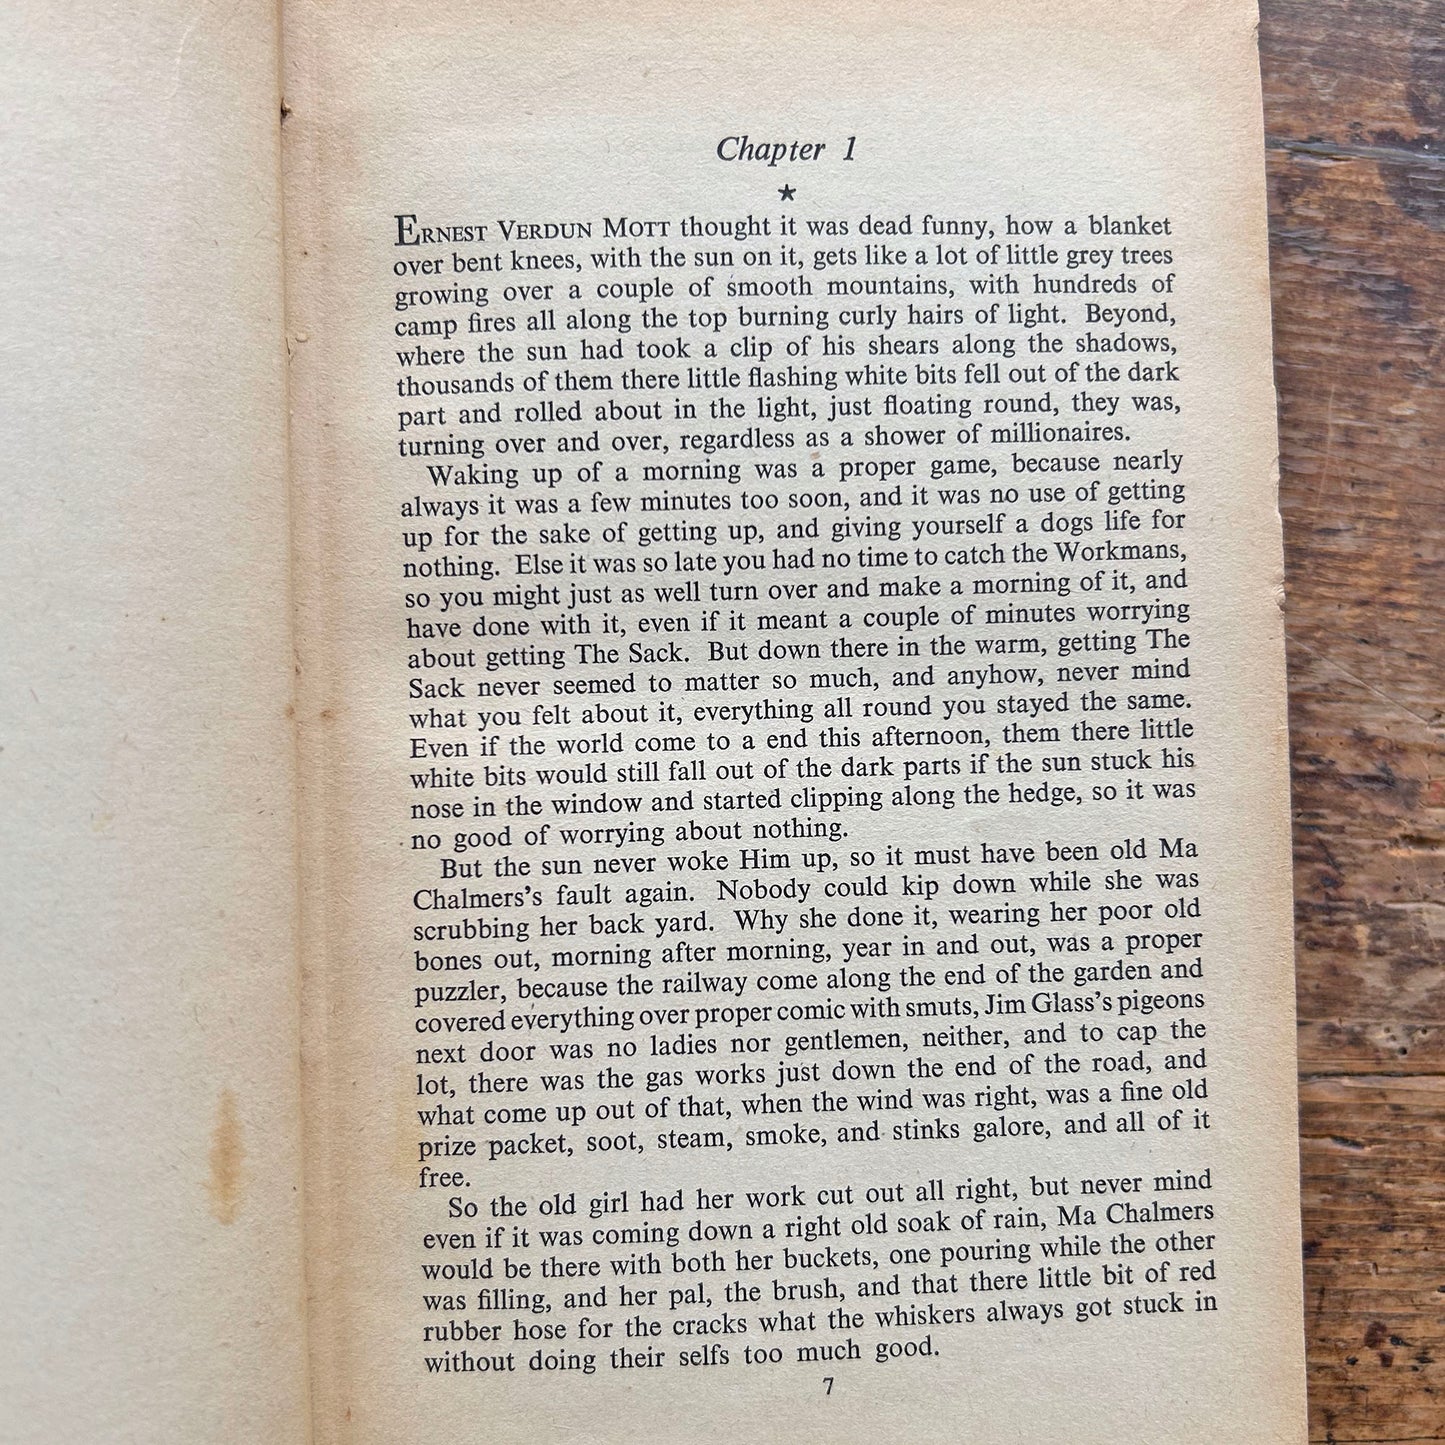 Chapter 1
★
ERNEST VERDUN MOTT thought it was dead funny, how a blanket
over bent knees, with the sun on it, gets like a lot of little grey trees
growing over a couple of smooth mountains, with hundreds of
camp fires all along the top burning curly hairs of light. Beyond,
where the sun had took a clip of his shears along the shadows,
thousands of them there little flashing white bits fell out of the dark
part and rolled about in the light, just floating round, they was,
turning over and over, regardless as a shower of millionaires.
Waking up of a morning was a proper game, because nearly
always it was a few minutes too soon, and it was no use of getting
up for the sake of getting up, and giving yourself a dogs life for
nothing. Else it was so late you had no time to catch the Workmans,
so you might just as well turn over and make a morning of it, and
have done with it, even if it meant a couple of minutes worrying
about getting The Sack. But down there in the warm, getting The
Sack never seemed to matter so much, and anyhow, never mind
what you felt about it, everything all round you stayed the same.
Even if the world come to a end this afternoon, them there little
white bits would still fall out of the dark parts if the sun stuck his
nose in the window and started clipping along the hedge, so it was
no good of worrying about nothing.
But the sun never woke Him up, so it must have been old Ma
Chalmers's fault again. Nobody could kip down while she was
scrubbing her back yard. Why she done it, wearing her poor old
bones out, morning after morning, year in and out, was a proper
puzzler, because the railway come along the end of the garden and
covered everything over proper comic with smuts, Jim Glass's pigeons
next door was no ladies nor gentlemen, neither, and to cap the
lot, there was the gas works just down the end of the road, and
what come up out of that, when the wind was right, was a fine old
prize packet, soot, steam, smoke, and stinks galore, and all of it
free.
So the old girl had her work cut out all right, but never mind
even if it was coming down a right old soak of rain, Ma Chalmers
would be there with both her buckets, one pouring while the other
was filling, and her pal, the brush, and that there little bit of red
rubber hose for the cracks what the whiskers always got stuck in
without doing their selfs too much good.
7